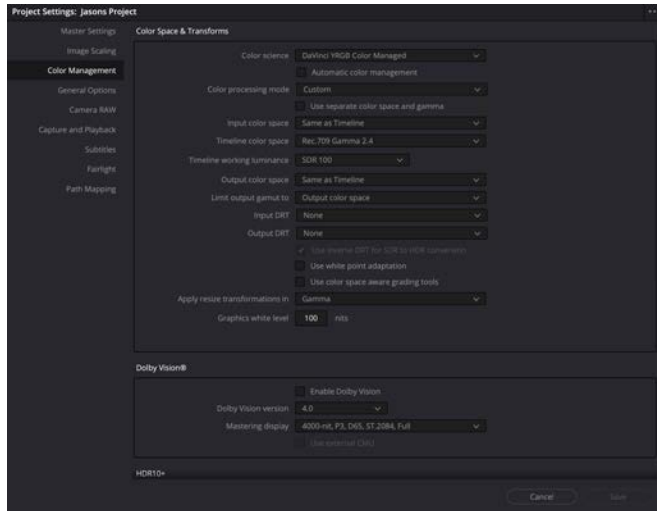 Project Settings: Jasons Project
Master Settings
Image Scaling
Color Management
General Options
Camera RAW
Capture and Playback
Subtitles
Fairlight
Path Mapping
Color Space & Transforms
Color science DaVinci YRGB Color Managed
Automatic color management
Color processing mode Custom
Use separate color space and gamma
Input color space Same as Timeline
Timeline color space Rec.709 Gamma 2.4
Timeline working luminance SDR 100
Output color space Same as Timeline
Limit output gamut to Output color space
Input DRT None
Output DRT None
Use inverse DRT for SDR to HDR conversion
Use white point adaptation
Use color space aware grading tools
Apply resize transformations in Gamma
Graphics white level 100 nits
Dolby Vision®
Enable Dolby Vision
Dolby Vision version 4.0
Mastering display 4000-nit, P3, D65, ST.2084, Full
Use external CMU
HDR10+
Cancel Save